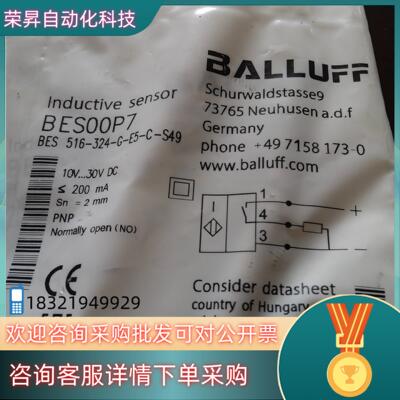 荣昇自动化科技
BALLUFF
Inductive sensor
BES00P7
BES 516-324-G-E5-C-S49
Schurwaldstasse9
73765 Neuhusen a.d.f
Germany
phone +49 7158 173-0
www.balluff.com
10V...30V DC
≤ 200 mA
Sn = 2 mm
PNP
Normally open (NO)
1
+
4
3
−
CE
Consider datasheet
country of Hungary
18321949929
欢迎咨询采购批发可对公开票
咨询客服详情下单采购